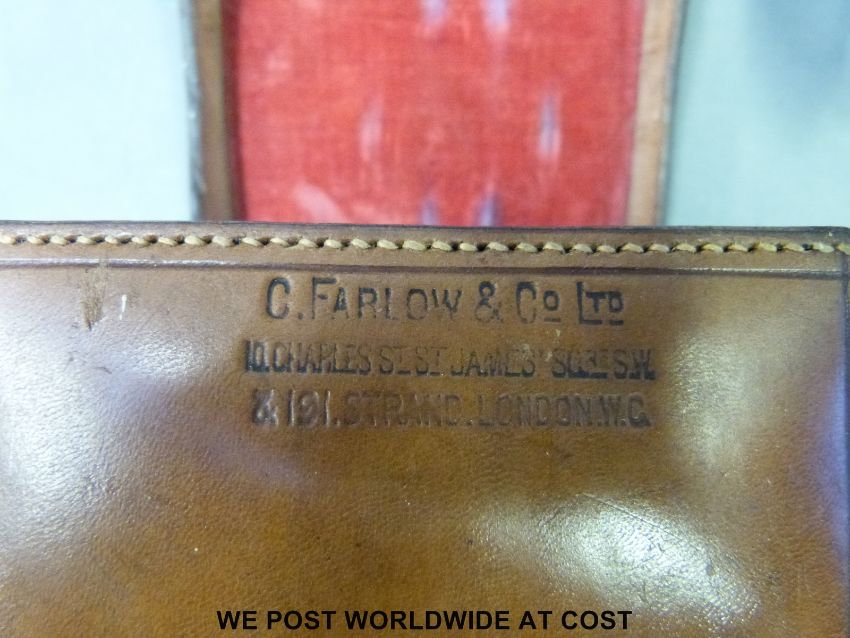 C. FARLOW & Co LTD
10. CHARLES ST ST JAMES' SQRE S.W.
& 191. STRAND. LONDON. W.C.
WE POST WORLDWIDE AT COST